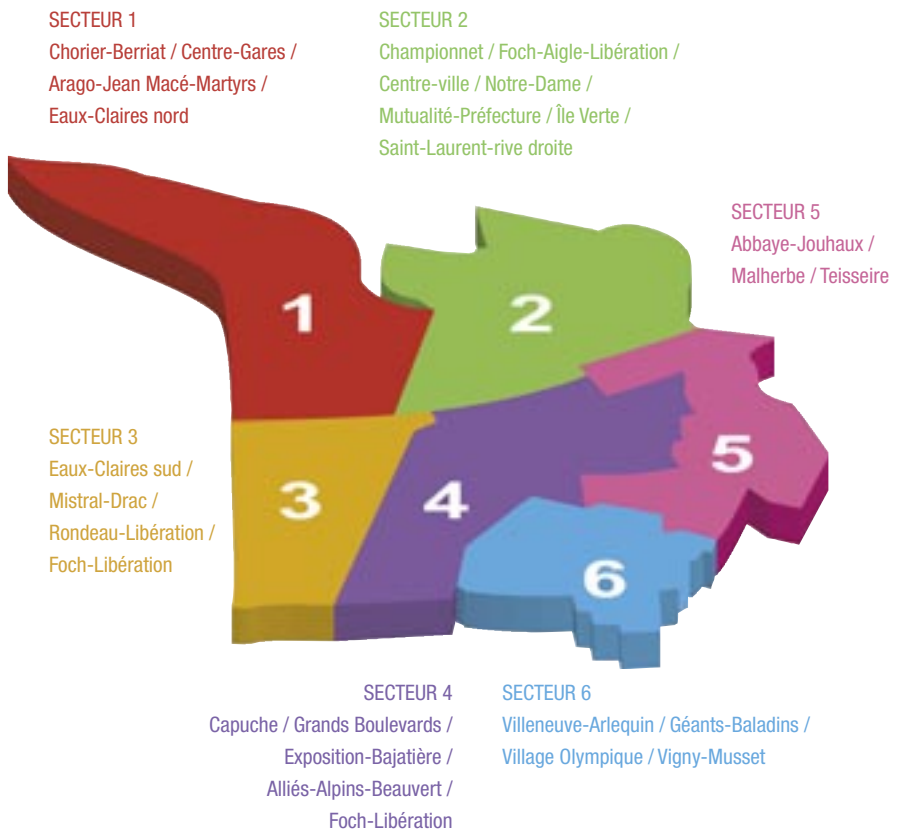 SECTEUR 1
Chorier-Berriat / Centre-Gares /
Arago-Jean Macé-Martyrs /
Eaux-Claires nord
SECTEUR 2
Championnet / Foch-Aigle-Libération /
Centre-ville / Notre-Dame /
Mutualité-Préfecture / Île Verte /
Saint-Laurent-rive droite
SECTEUR 5
Abbaye-Jouhaux /
Malherbe / Teisseire
1
2
SECTEUR 3
Eaux-Claires sud /
Mistral-Drac /
Rondeau-Libération /
Foch-Libération
3
4
5
6
SECTEUR 4
Capuche / Grands Boulevards /
Exposition-Bajatière /
Alliés-Alpins-Beauvert /
Foch-Libération
SECTEUR 6
Villeneuve-Arlequin / Géants-Baladins /
Village Olympique / Vigny-Musset